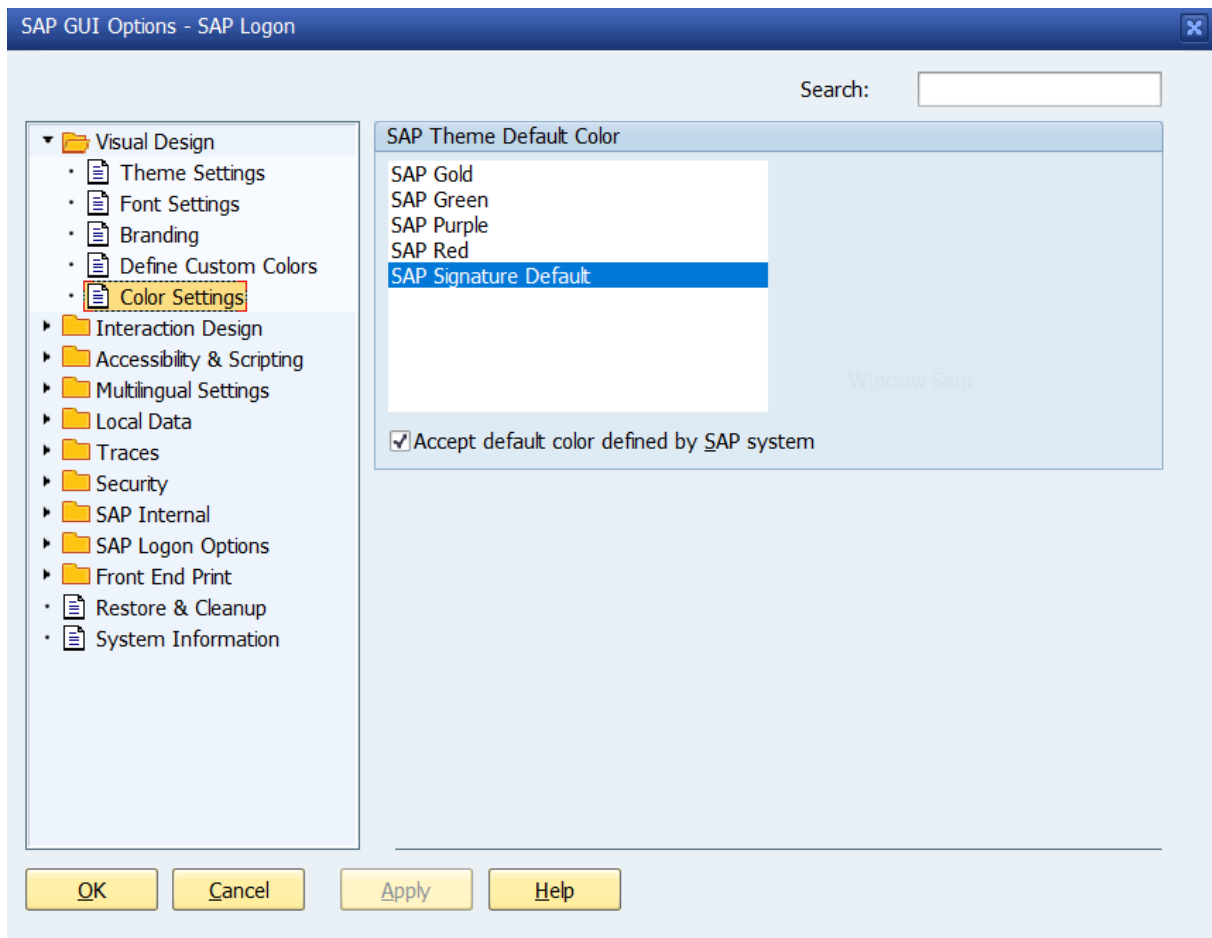 SAP GUI Options - SAP Logon
Search:
Visual Design
Theme Settings
Font Settings
Branding
Define Custom Colors
Color Settings
Interaction Design
Accessibility & Scripting
Multilingual Settings
Local Data
Traces
Security
SAP Internal
SAP Logon Options
Front End Print
Restore & Cleanup
System Information
SAP Theme Default Color
SAP Gold
SAP Green
SAP Purple
SAP Red
SAP Signature Default
Window Snip
Accept default color defined by SAP system
OK
Cancel
Apply
Help